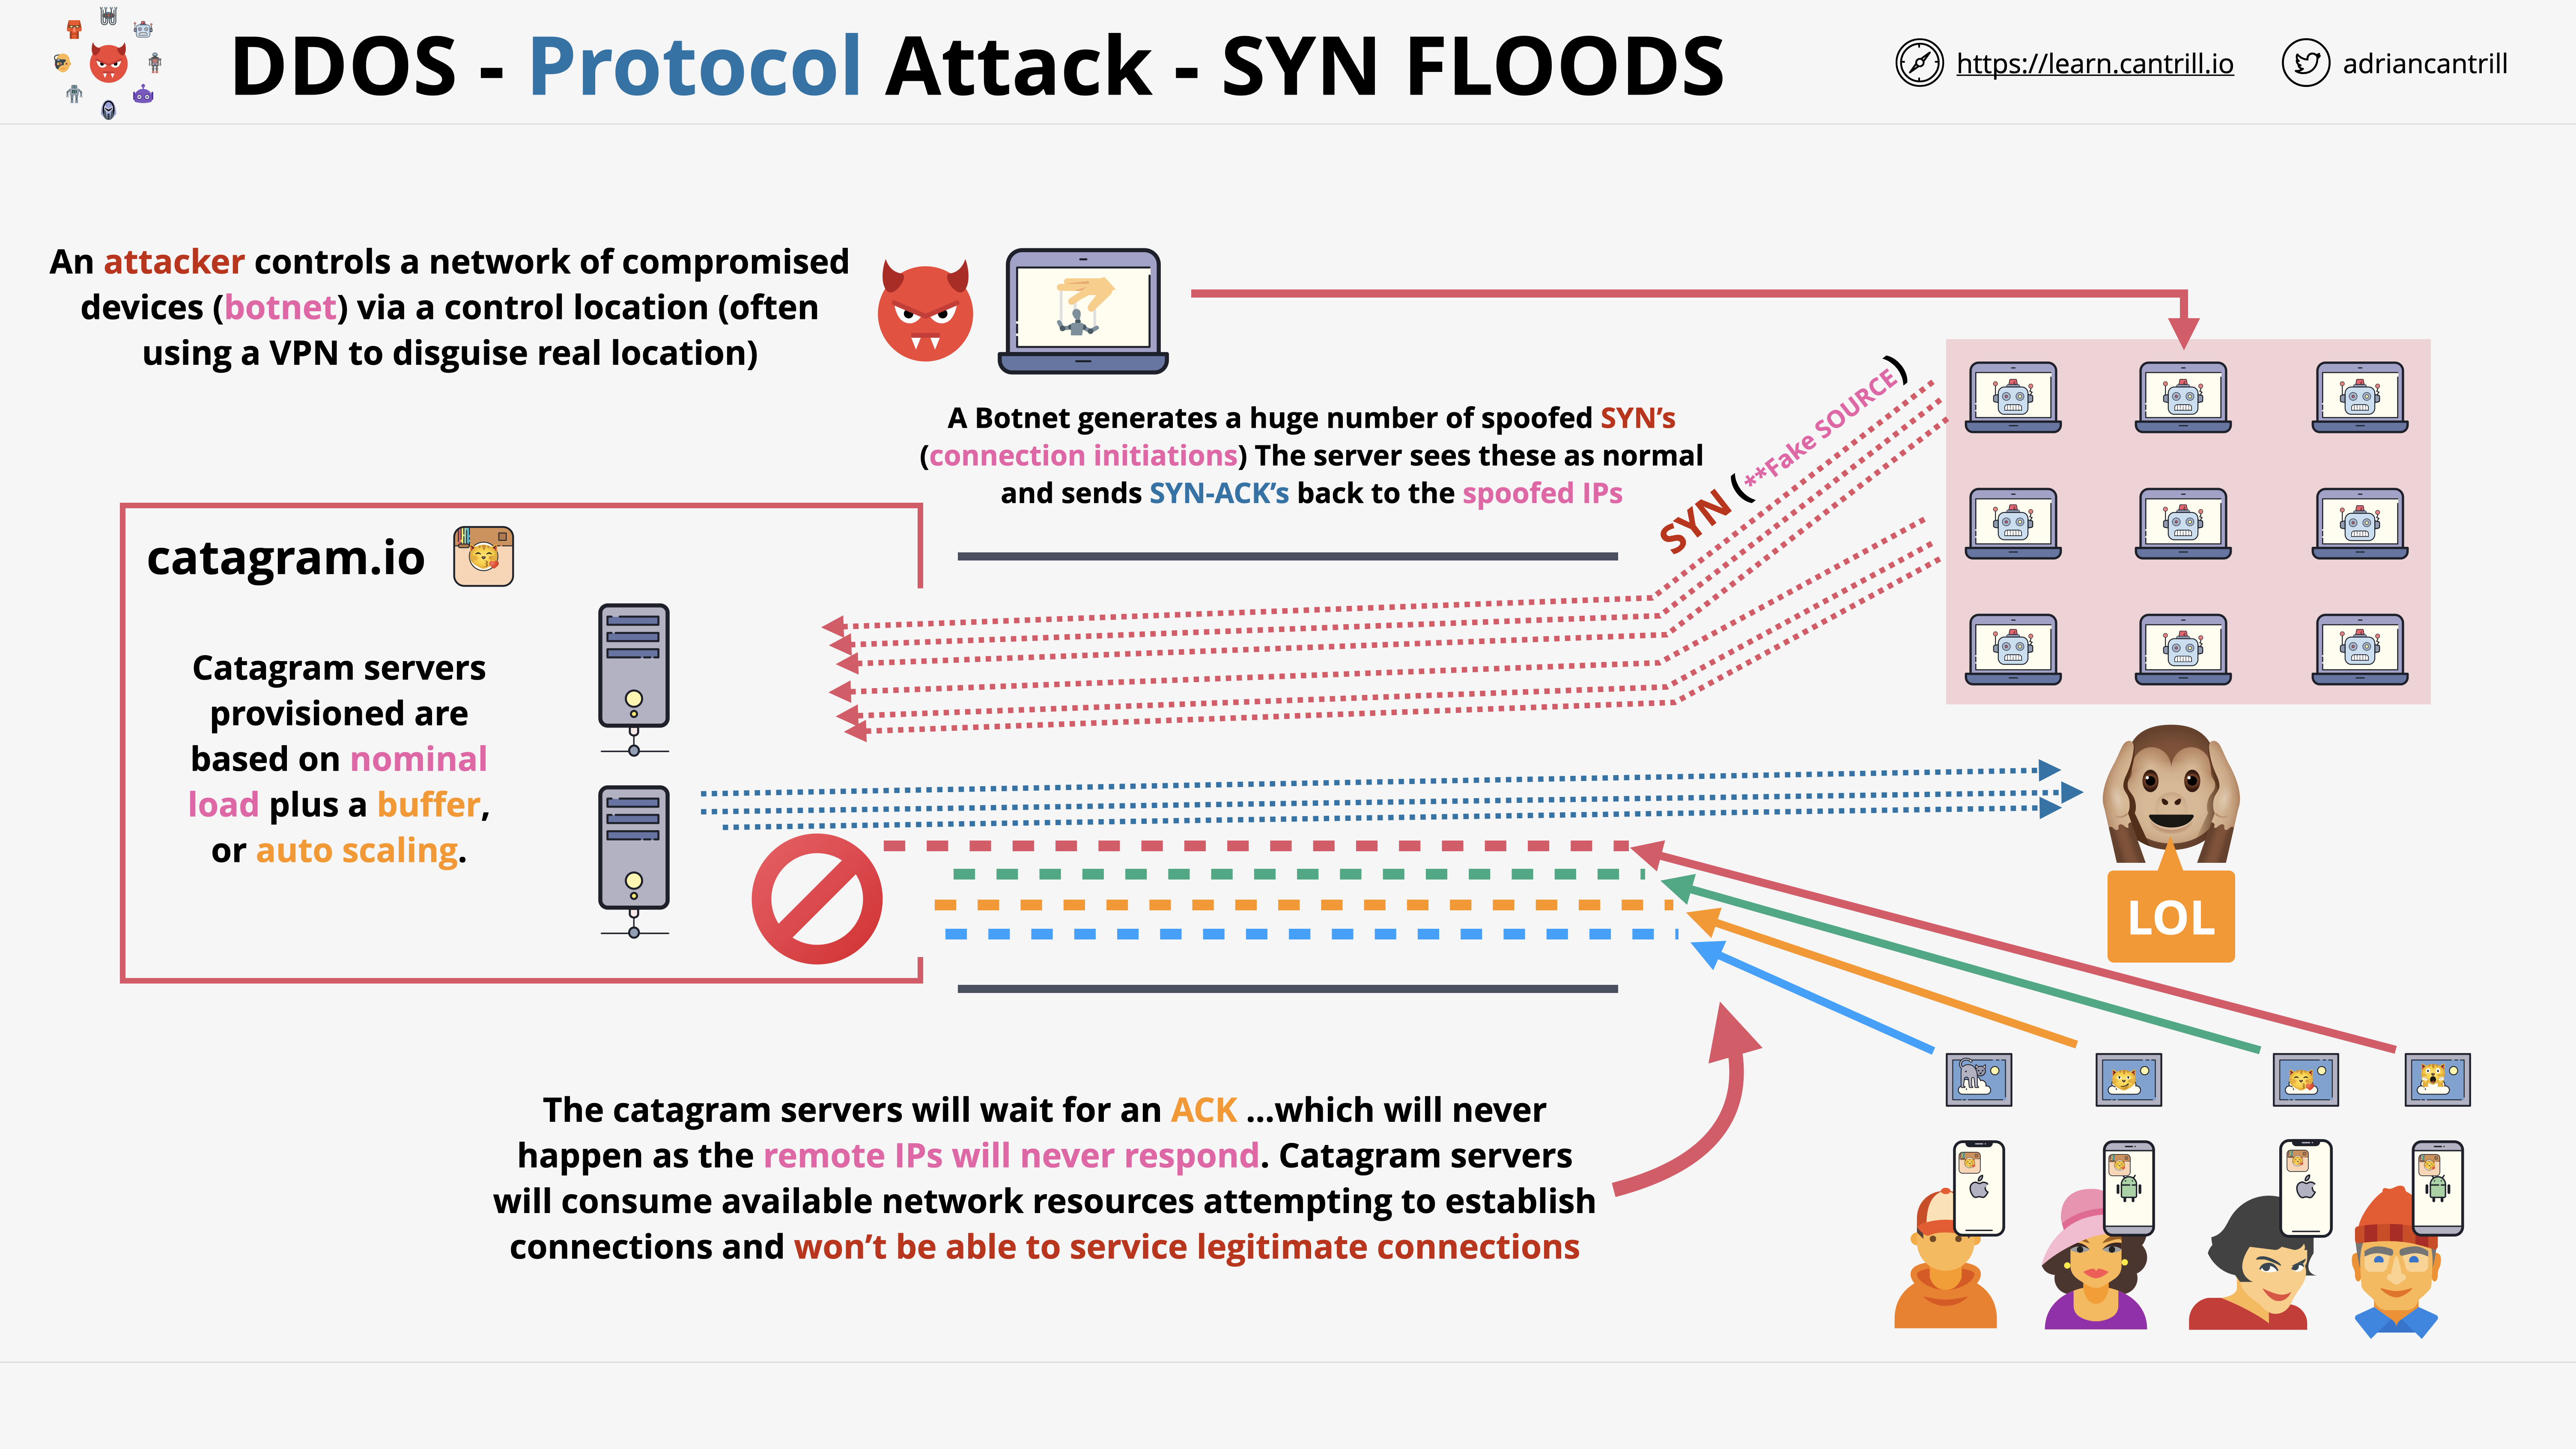 DDOS - Protocol Attack - SYN FLOODS
https://learn.cantrill.io
adriancantrill
An attacker controls a network of compromised
devices (botnet) via a control location (often
using a VPN to disguise real location)
A Botnet generates a huge number of spoofed SYN’s
(connection initiations) The server sees these as normal
and sends SYN-ACK’s back to the spoofed IPs
SYN (**Fake SOURCE)
catagram.io
Catagram servers
provisioned are
based on nominal
load plus a buffer,
or auto scaling.
LOL
The catagram servers will wait for an ACK ...which will never
happen as the remote IPs will never respond. Catagram servers
will consume available network resources attempting to establish
connections and won’t be able to service legitimate connections